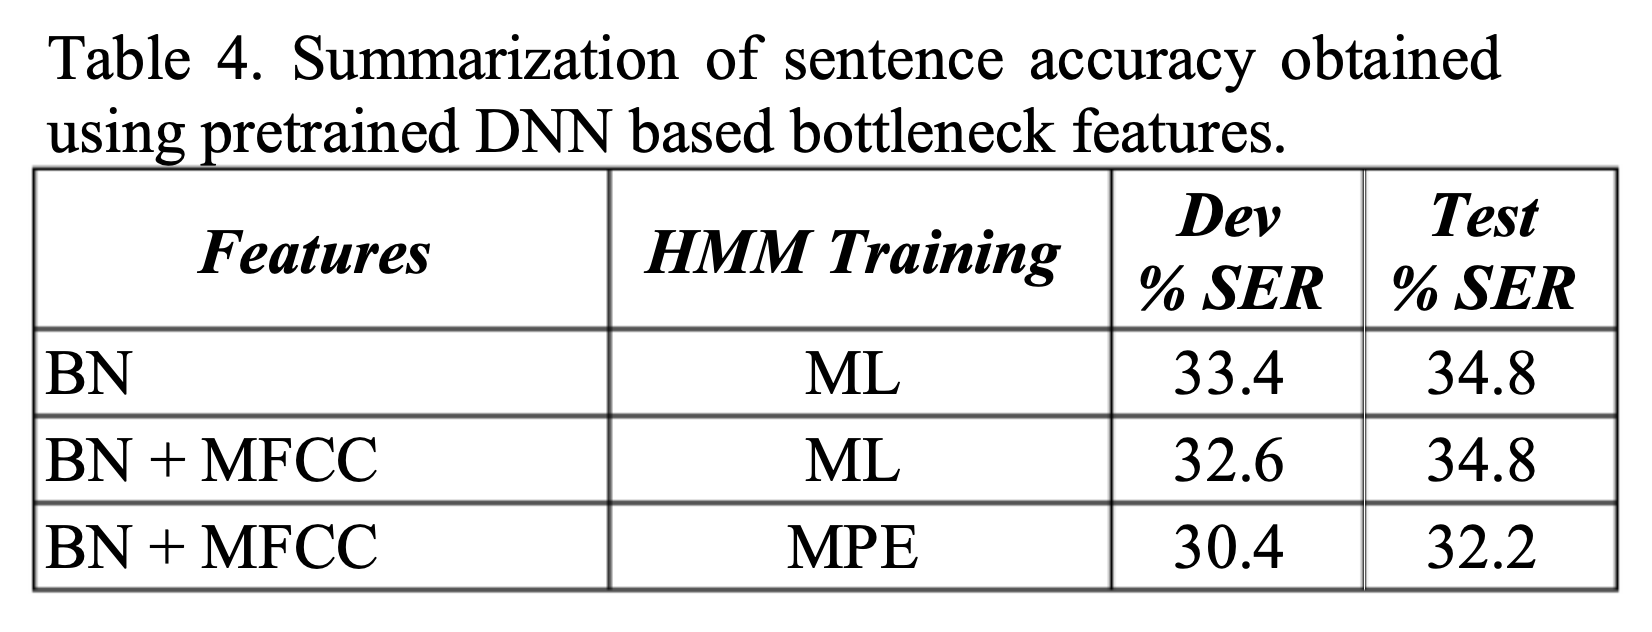 Table 4. Summarization of sentence accuracy obtained
using pretrained DNN based bottleneck features.
Features HMM Training Dev % SER Test % SER
BN ML 33.4 34.8
BN + MFCC ML 32.6 34.8
BN + MFCC MPE 30.4 32.2